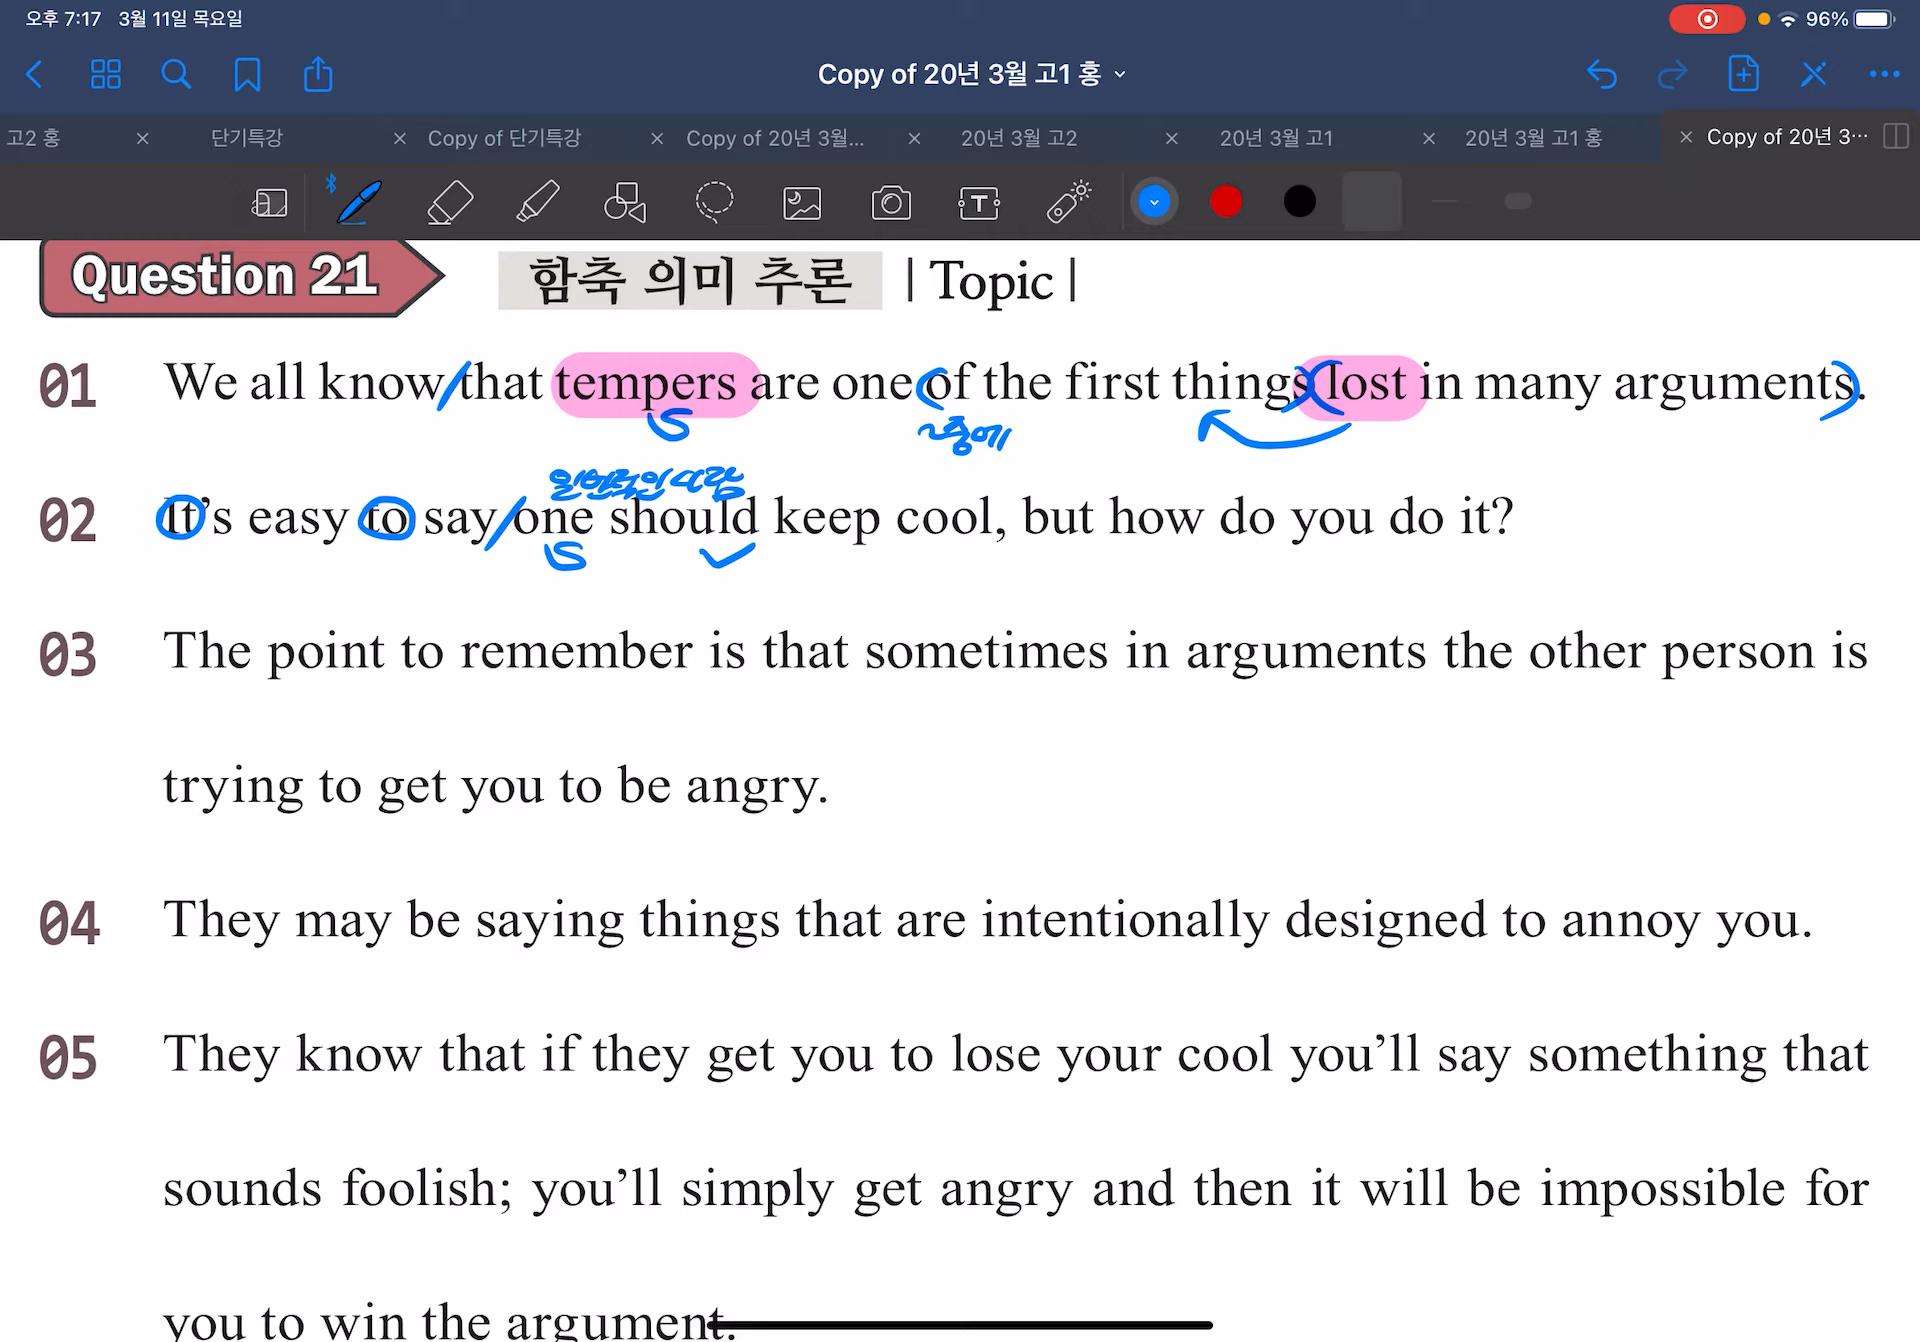 오후 7:17 3월 11일 목요일 96%
Copy of 20년 3월 고1 홍
고2 홍 단기특강 Copy of 단기특강 Copy of 20년 3월... 20년 3월 고2 20년 3월 고1 20년 3월 고1 홍 Copy of 20년 3...
Question 21 함축 의미 추론 | Topic |
01 We all know that tempers are one of the first things lost in many arguments.
S ~중에
일반적인 사람
02 It's easy to say one should keep cool, but how do you do it?
S
03 The point to remember is that sometimes in arguments the other person is
trying to get you to be angry.
04 They may be saying things that are intentionally designed to annoy you.
05 They know that if they get you to lose your cool you'll say something that
sounds foolish; you'll simply get angry and then it will be impossible for
you to win the argument.